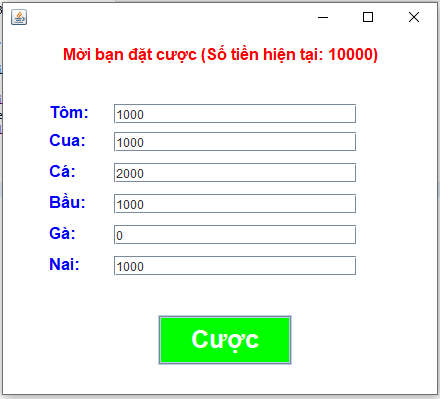 Mời bạn đặt cược (Số tiền hiện tại: 10000)
Tôm: 1000
Cua: 1000
Cá: 2000
Bầu: 1000
Gà: 0
Nai: 1000
Cược